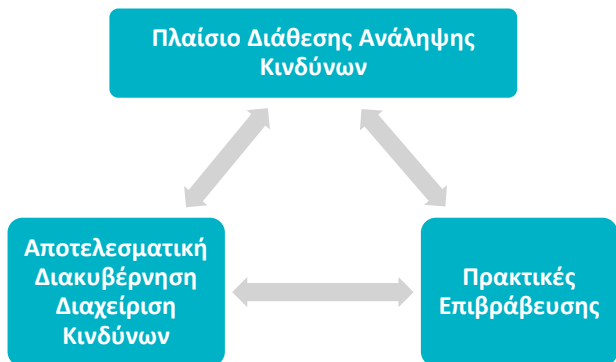 Πλαίσιο Διάθεσης Ανάληψης
Κινδύνων
Αποτελεσματική
Διακυβέρνηση
Διαχείριση
Κινδύνων
Πρακτικές
Επιβράβευσης